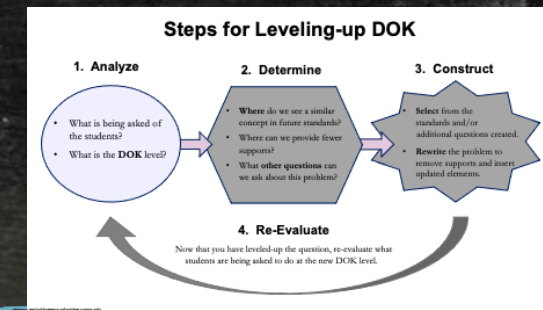 Steps for Leveling-up DOK
1. Analyze
• What is being asked of
the students?
• What is the DOK level?
2. Determine
• Where do we see a similar
concept in future standards?
• Where can we provide fewer
supports?
• What other questions can
we ask about this problem?
3. Construct
• Select from the
standards and/or
additional questions created.
• Rewrite the problem to
remove supports and insert
updated elements.
4. Re-Evaluate
Now that you have leveled-up the question, re-evaluate what
students are being asked to do at the new DOK level.